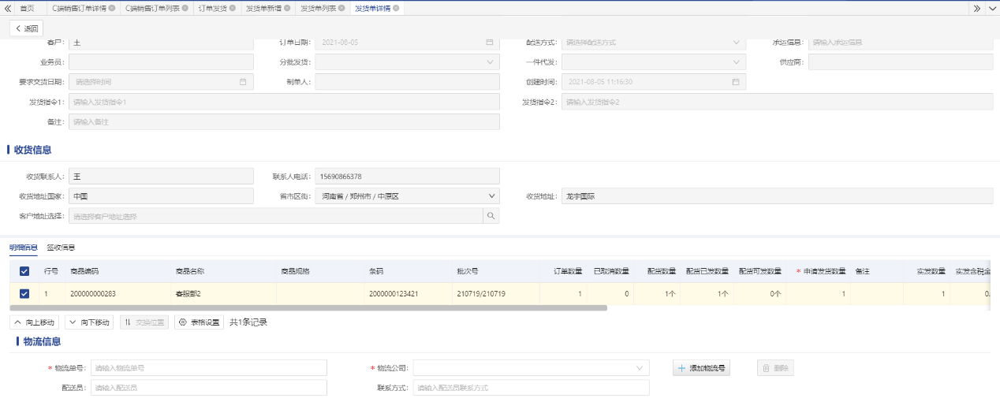 首页 C端销售订单详情 C端销售订单列表 订单发货 发货单新增 发货单列表 发货单详情
返回
客户: 王 订单日期: 2021-08-05 配送方式: 请选择配送方式 承运信息: 请输入承运信息
业务员: 分批发货: 一件代发: 供应商:
要求交货日期: 请选择时间 制单人: 创建时间: 2021-08-05 11:16:30
发货指令1: 请输入发货指令1 发货指令2: 请输入发货指令2
备注: 请输入备注
收货信息
收货联系人: 王 联系人电话: 15690866378
收货地址国家: 中国 省市区街: 河南省 / 郑州市 / 中原区 收货地址: 龙宇国际
客户地址选择: 请选择客户地址选择
明细信息 签收信息
行号 商品编码 商品名称 商品规格 条码 批次号 订单数量 已取消数量 配货数量 配货已发数量 配货可发数量 * 申请发货数量 备注 实发数量 实发含税金
1 200000000283 客服部2 2000000123421 210719/210719 1 0 1个 1个 0个 1 1 0.
向上移动 向下移动 交换位置 表格设置 共1条记录
物流信息
* 物流单号: 请输入物流单号 * 物流公司: 添加物流号 删除
配送员: 请输入配送员 联系方式: 请输入配送员联系方式